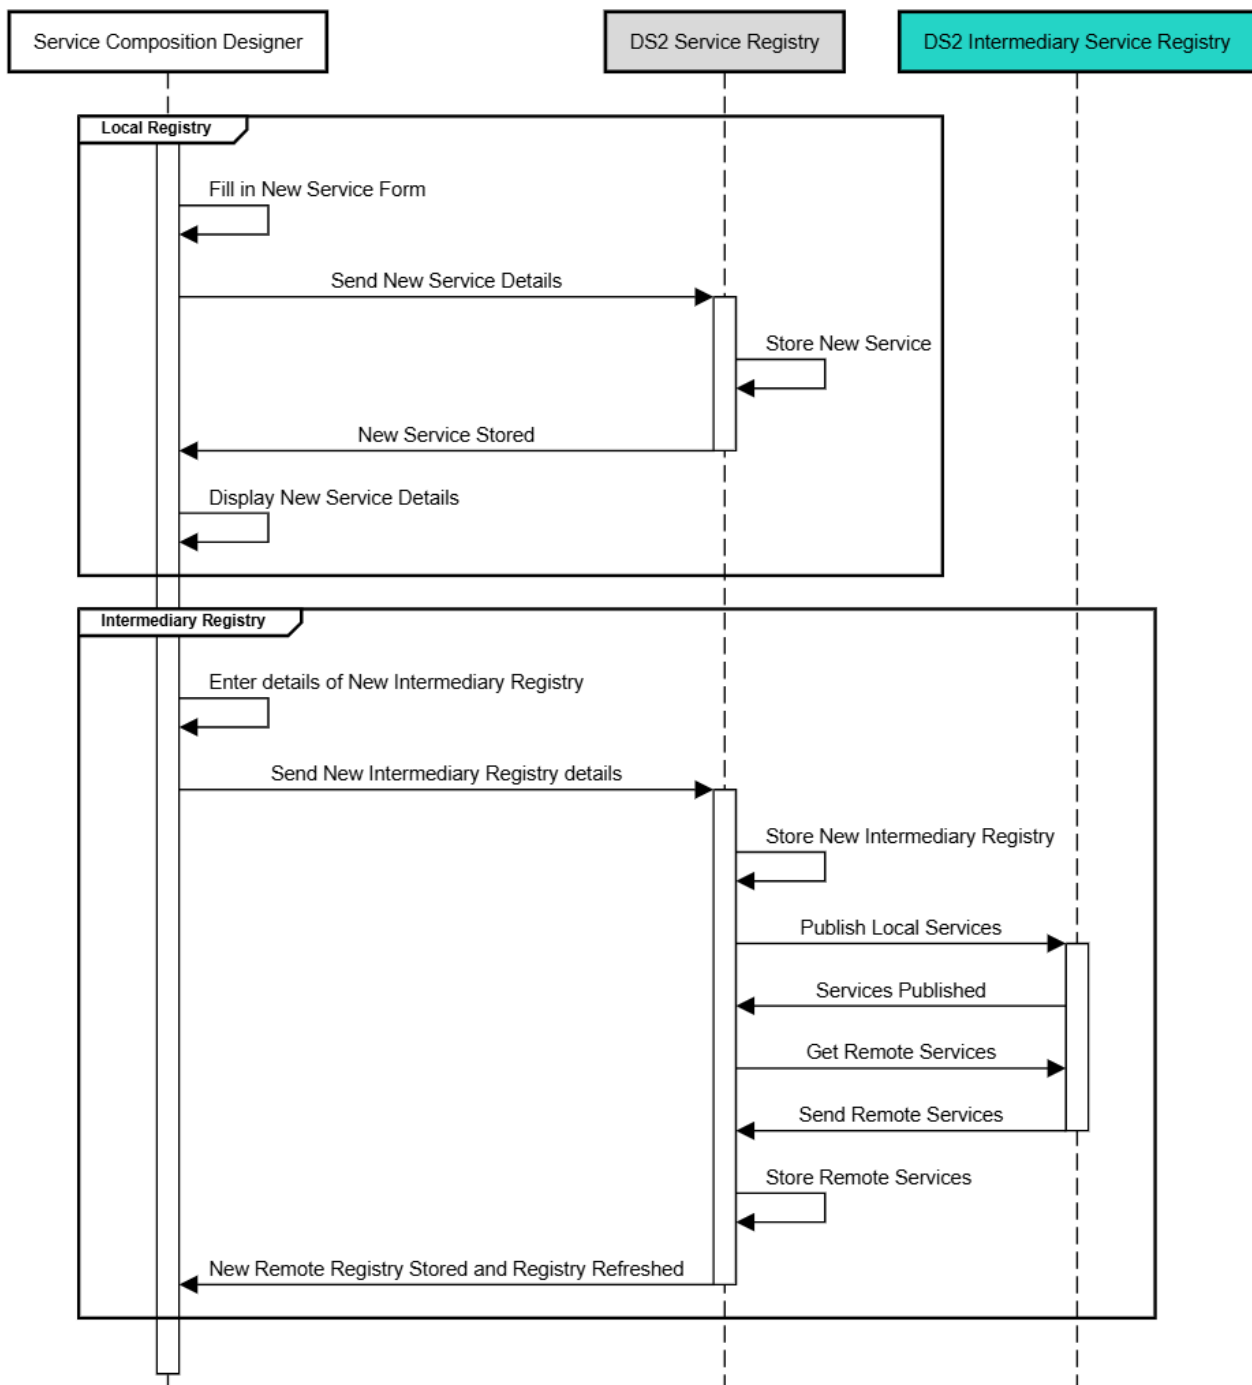 Service Composition Designer
DS2 Service Registry
DS2 Intermediary Service Registry
Local Registry
Fill in New Service Form
Send New Service Details
Store New Service
New Service Stored
Display New Service Details
Intermediary Registry
Enter details of New Intermediary Registry
Send New Intermediary Registry details
Store New Intermediary Registry
Publish Local Services
Services Published
Get Remote Services
Send Remote Services
Store Remote Services
New Remote Registry Stored and Registry Refreshed